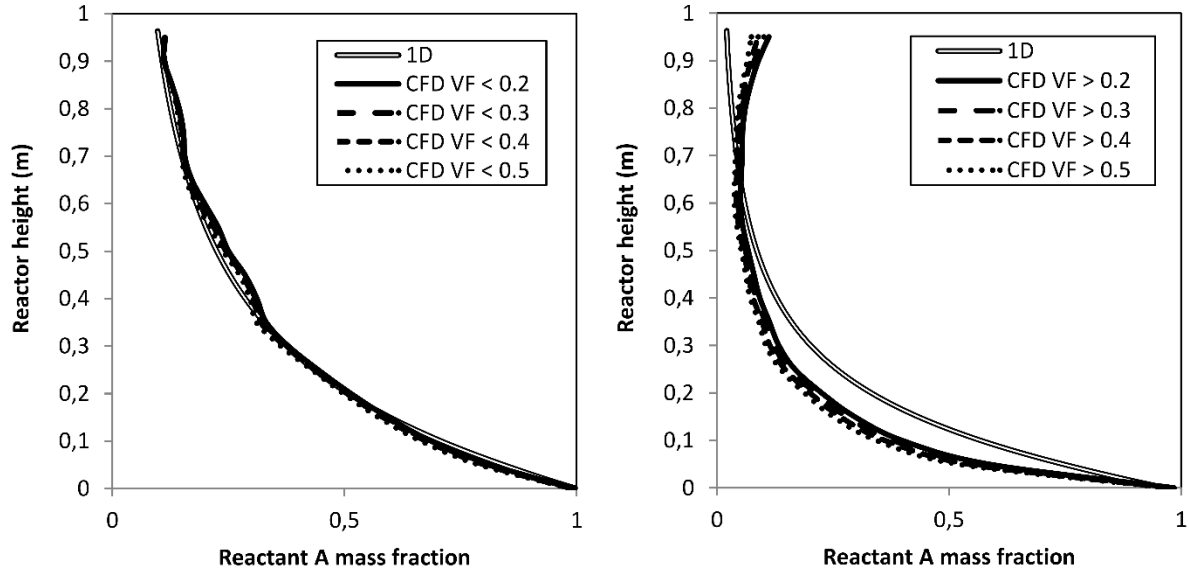 1
0,9
0,8
0,7
0,6
0,5
0,4
0,3
0,2
0,1
0
Reactor height (m)
1D
CFD VF < 0.2
CFD VF < 0.3
CFD VF < 0.4
CFD VF < 0.5
0
0,5
1
Reactant A mass fraction
1
0,9
0,8
0,7
0,6
0,5
0,4
0,3
0,2
0,1
0
Reactor height (m)
1D
CFD VF > 0.2
CFD VF > 0.3
CFD VF > 0.4
CFD VF > 0.5
0
0,5
1
Reactant A mass fraction